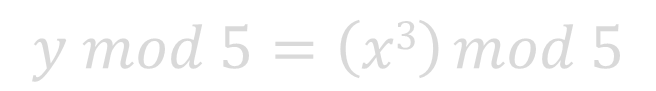 y mod 5 = (x³) mod 5